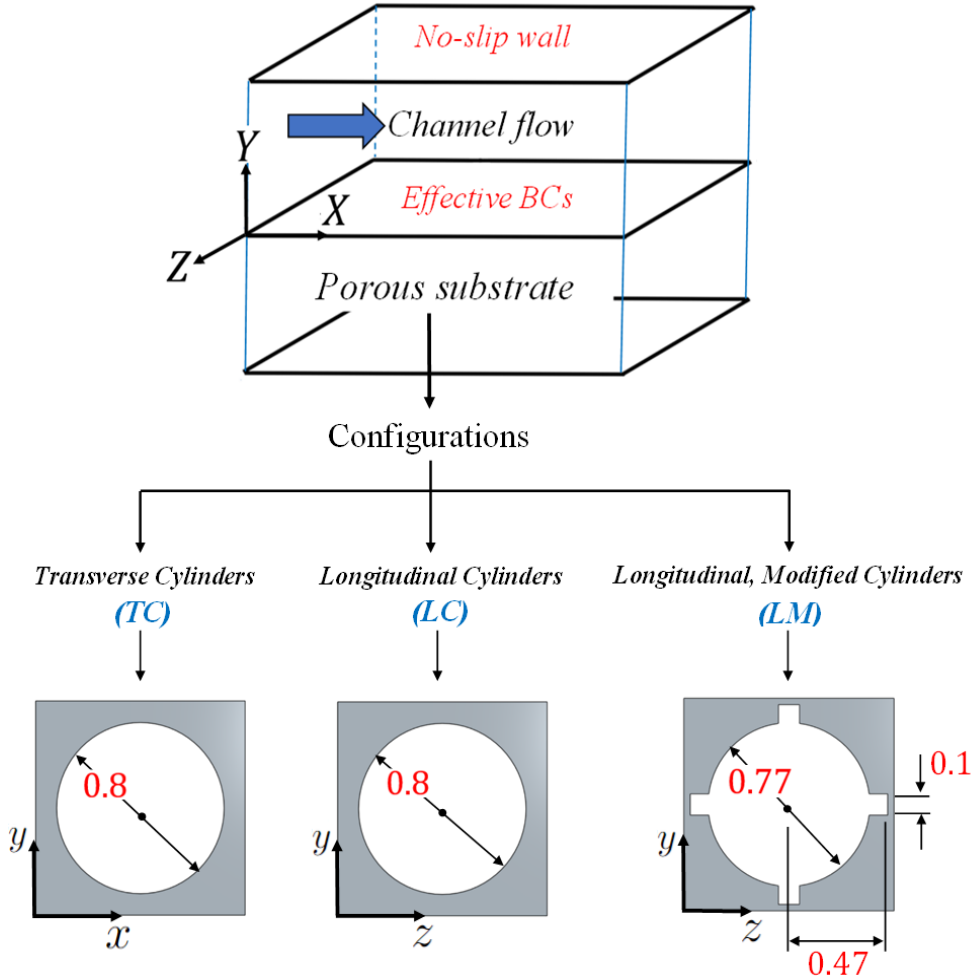 No-slip wall
Channel flow
Y
Effective BCs
X
Z
Porous substrate
Configurations
Transverse Cylinders
(TC)
Longitudinal Cylinders
(LC)
Longitudinal, Modified Cylinders
(LM)
0.8
y
x
0.8
y
z
0.77
0.1
y
z
0.47